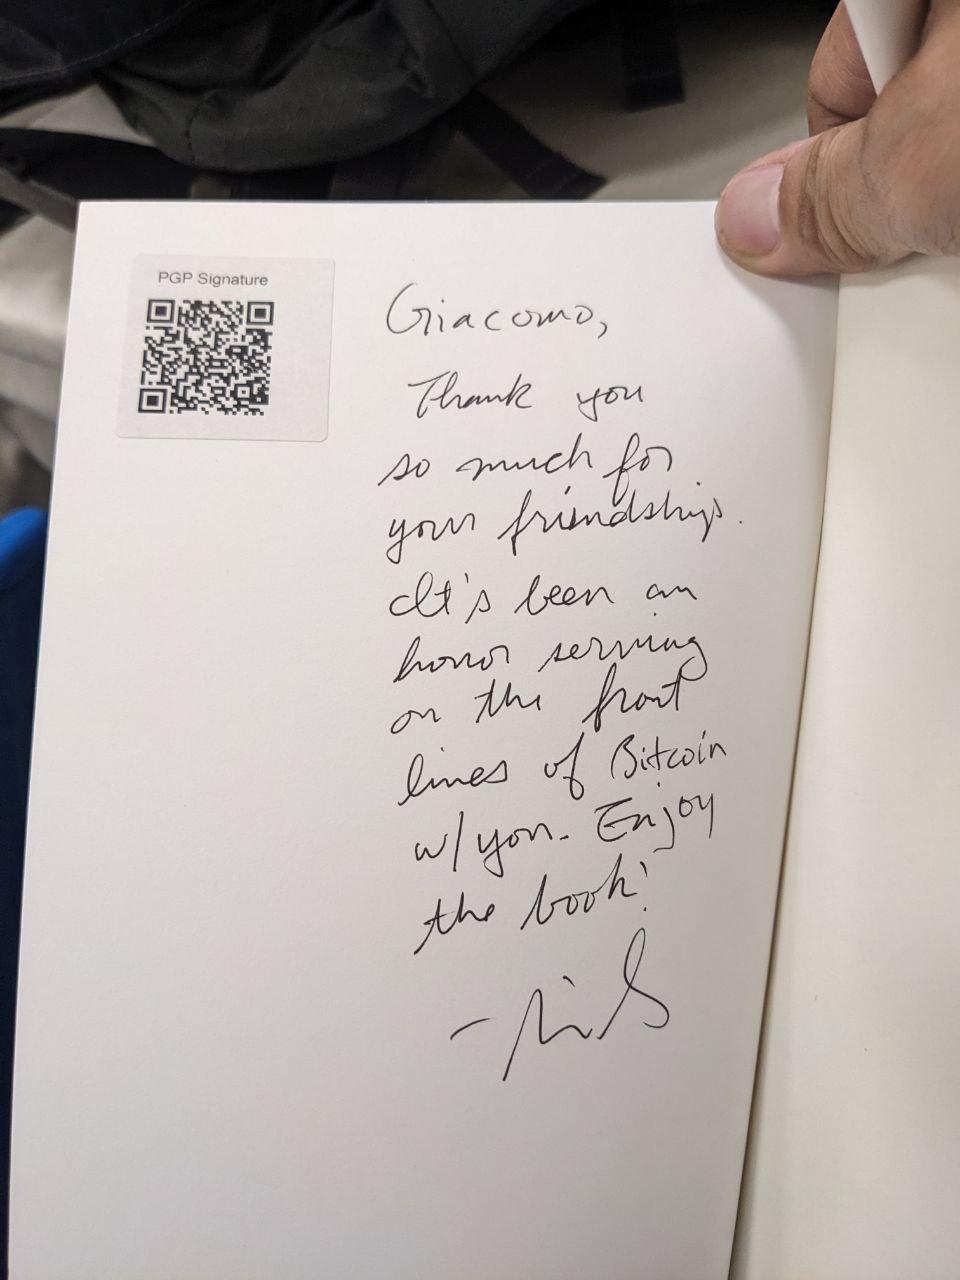 PGP Signature
Giacomo,
Thank you
so much for
your friendship.
It's been an
honor serving
on the front
lines of Bitcoin
w/you. Enjoy
the book!